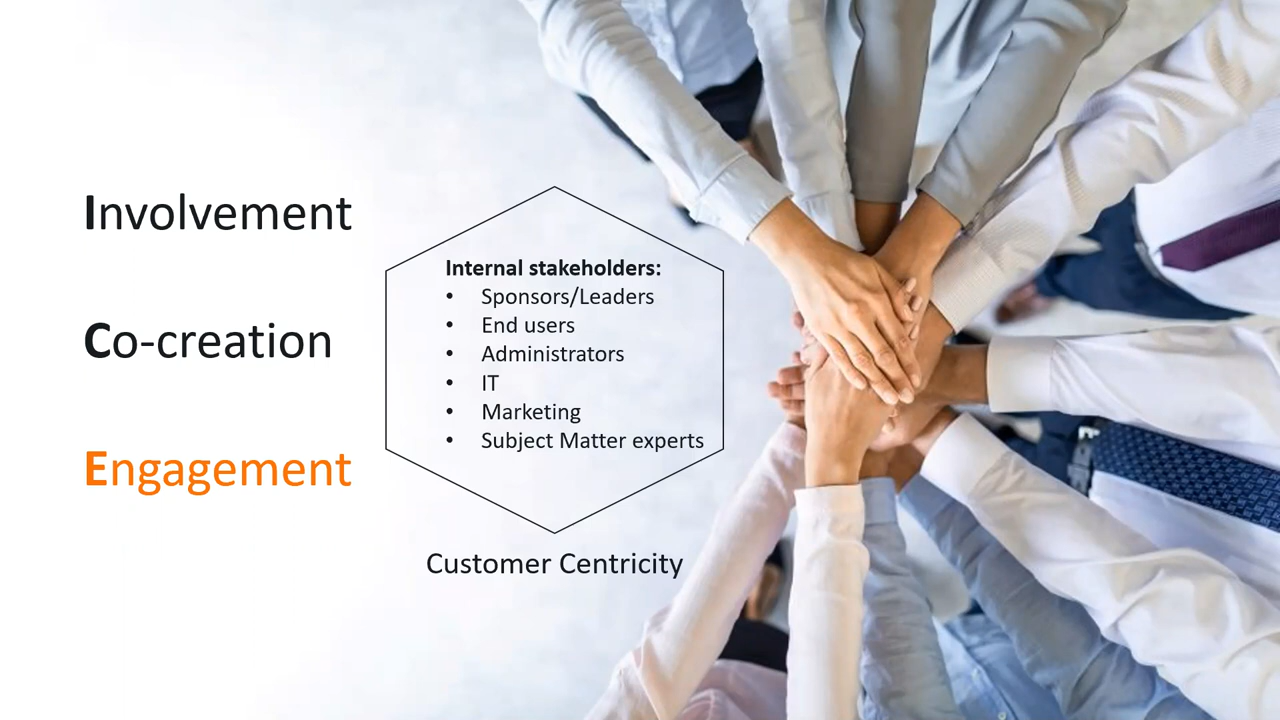 Involvement
Co-creation
Engagement
Internal stakeholders:
• Sponsors/Leaders
• End users
• Administrators
• IT
• Marketing
• Subject Matter experts
Customer Centricity